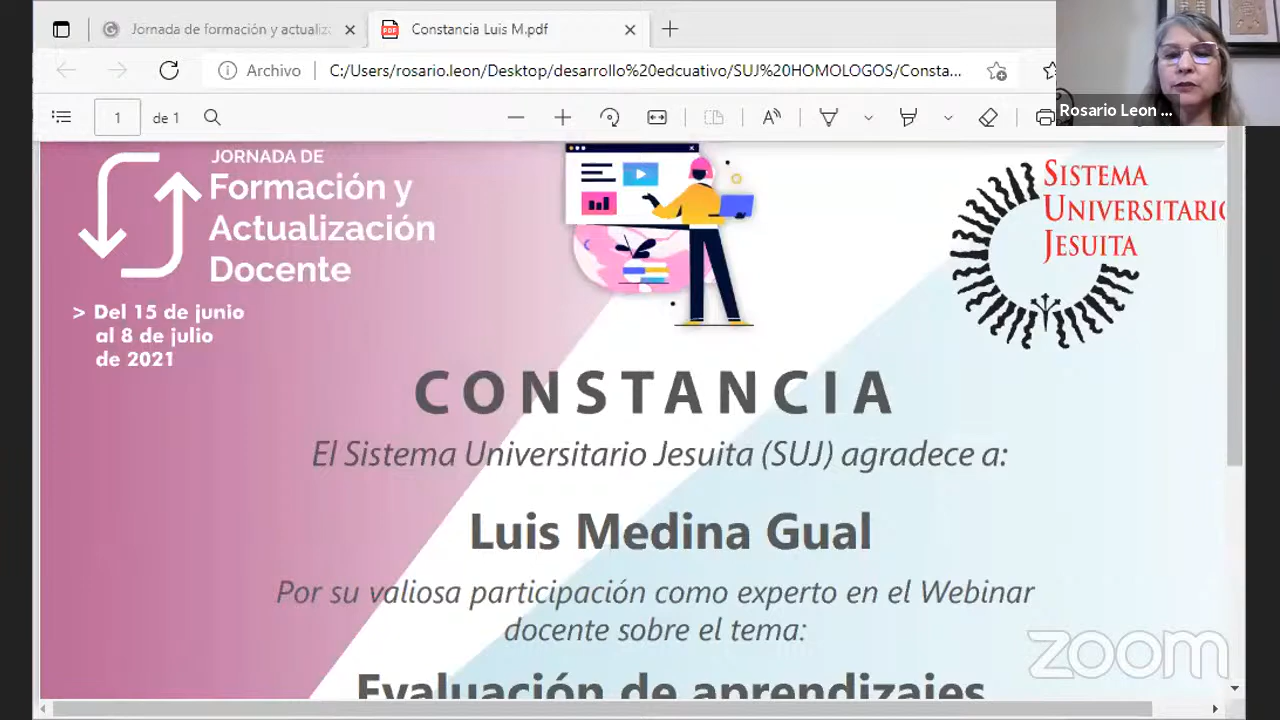 Jornada de formación y actualiz
Constancia Luis M.pdf
Archivo
C:/Users/rosario.leon/Desktop/desarrollo%20edcuativo/SUJ%20HOMOLOGOS/Consta...
Rosario Leon ...
1 de 1
JORNADA DE
Formación y
Actualización
Docente
> Del 15 de junio
al 8 de julio
de 2021
SISTEMA
UNIVERSITARIO
JESUITA
CONSTANCIA
El Sistema Universitario Jesuita (SUJ) agradece a:
Luis Medina Gual
Por su valiosa participación como experto en el Webinar
docente sobre el tema:
Evaluación de aprendizajes
zoom